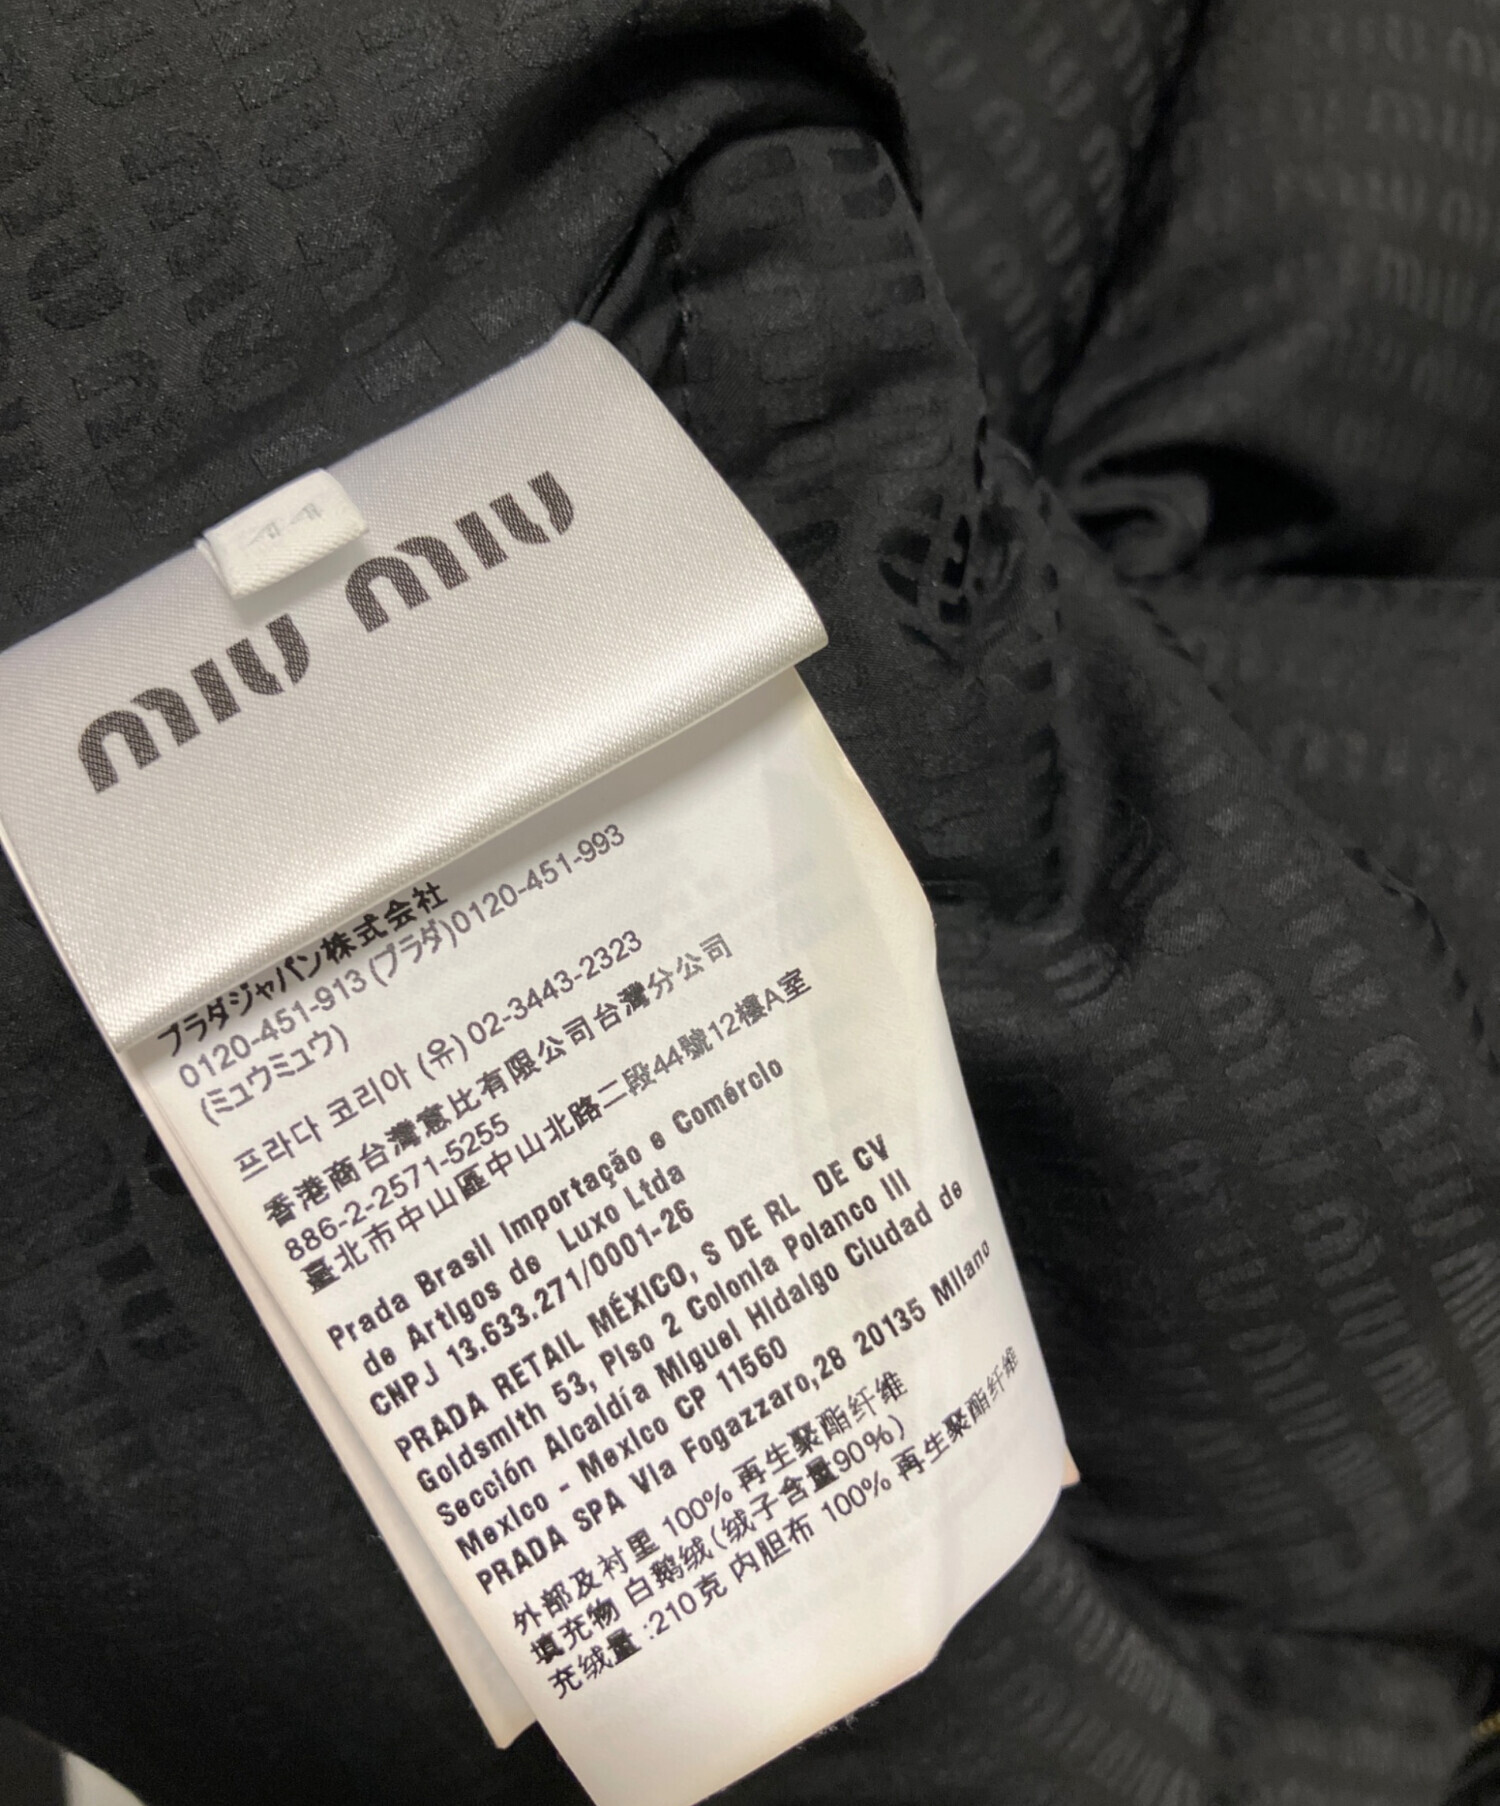 44
miu miu
プラダジャパン株式会社
0120-451-913 (プラダ)0120-451-993
(ミュウミュウ)
프라다 코리아 (유) 02-3443-2323
香港商台灣意比有限公司台灣分公司
886-2-2571-5255
臺北市中山區中山北路二段44號12樓A室
Prada Brasil Importação e Comércio
de Artigos de Luxo Ltda
CNPJ 13.633.271/0001-26
PRADA RETAIL MÉXICO, S DE RL DE CV
Goldsmith 53, Piso 2 Colonia Polanco III
Sección Alcaldía Miguel Hidalgo Ciudad de
Mexico - Mexico CP 11560
PRADA SPA Via Fogazzaro,28 20135 Milano
外部及衬里 100% 再生聚酯纤维
填充物 白鹅绒(绒子含量90%)
充绒量:210克 内胆布 100% 再生聚酯纤维